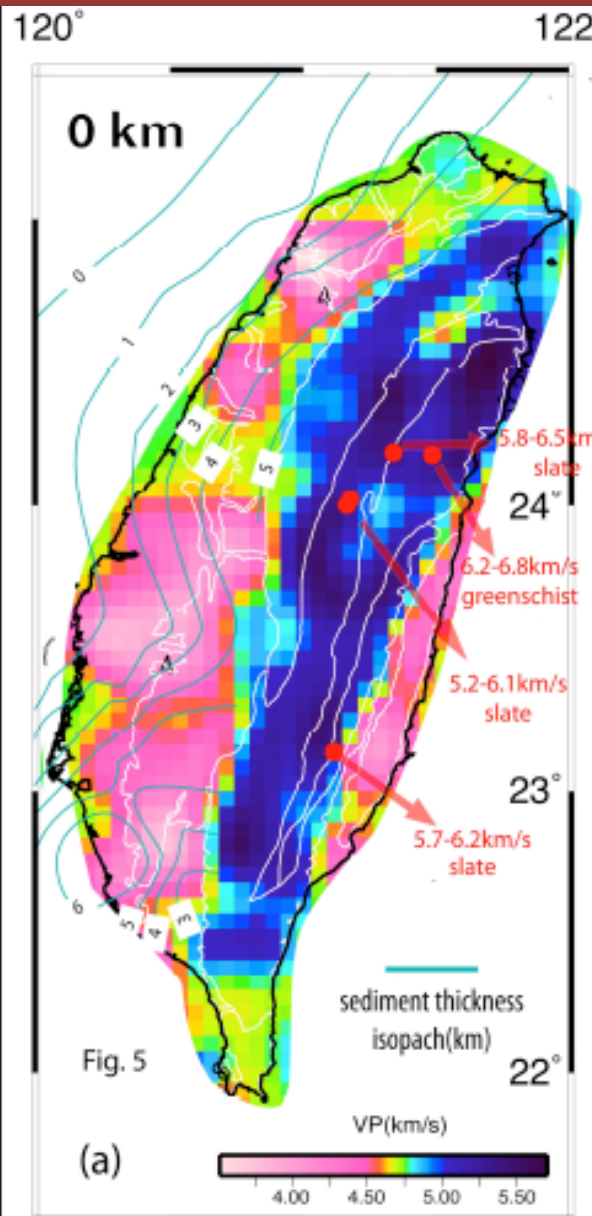 120° 122
0 km
0
1
2
3
4
5
4
5.8-6.5km
slate
24°
6.2-6.8km/s
greenschist
4
5.2-6.1km/s
slate
23°
5.7-6.2km/s
slate
6
5 4 3
sediment thickness
isopach(km)
Fig. 5
22°
VP(km/s)
(a)
4.00 4.50 5.00 5.50